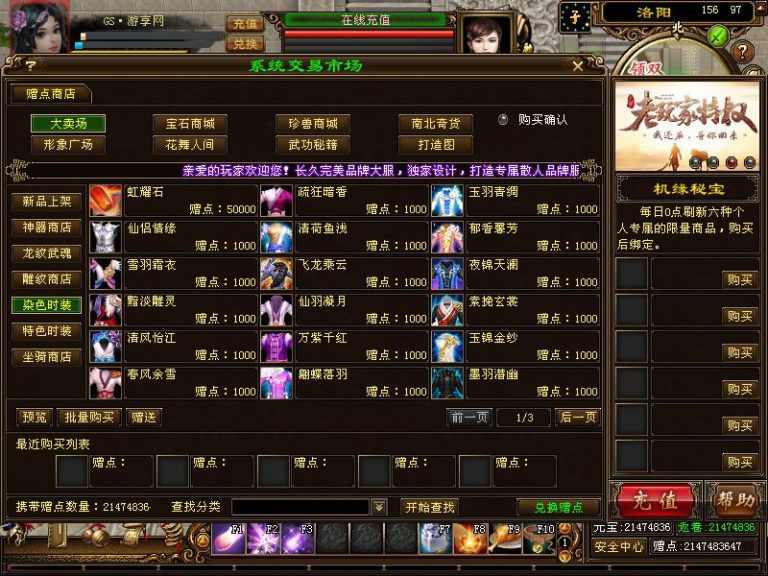 GS·游享网
充值
兑换
在线充值
子
洛阳
156 97
北
?
?
系统交易市场
领双
赠点商店
大卖场
宝石商城
珍兽商城
南北奇货
购买确认
形象广场
花舞人间
武功秘籍
打造图
老玩家特权
我还在，等你回来
亲爱的玩家欢迎您！长久完美品牌大服，独家设计，打造专属散人品牌服
机缘秘宝
每日0点刷新六种个
人专属的限量商品，购买
后绑定。
新品上架
神器商店
龙纹武魂
雕纹商店
染色时装
特色时装
坐骑商店
虹耀石
赠点：50000
疏狂暗香
赠点：1000
玉羽青绸
赠点：1000
仙侣情缘
赠点：1000
清荷鱼浅
赠点：1000
郁香馨芳
赠点：1000
雪羽霜衣
赠点：1000
飞龙乘云
赠点：1000
夜锦天澜
赠点：1000
黯淡雕灵
赠点：1000
仙羽凝月
赠点：1000
素挽玄裳
赠点：1000
清风怡江
赠点：1000
万紫千红
赠点：1000
玉锦金纱
赠点：1000
春风余雪
赠点：1000
翩蝶落羽
赠点：1000
墨羽潜幽
赠点：1000
购买
购买
购买
购买
购买
购买
预览
批量购买
赠送
前一页
1/3
后一页
最近购买列表
赠点：
赠点：
赠点：
赠点：
赠点：
携带赠点数量：21474836
查找分类
开始查找
兑换赠点
充值
帮助
F1
F2
F3
F7
F8
F9
F10
1
元宝:21474836
安全中心
赠点:2147483647